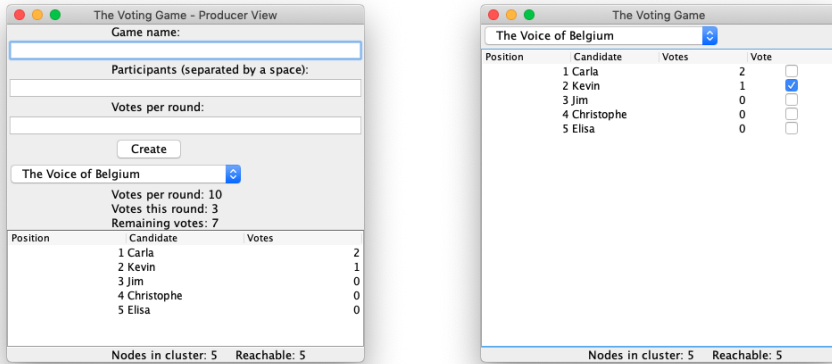 The Voting Game - Producer View
Game name:
Participants (separated by a space):
Votes per round:
Create
The Voice of Belgium
Votes per round: 10
Votes this round: 3
Remaining votes: 7
Position Candidate Votes
1 Carla 2
2 Kevin 1
3 Jim 0
4 Christophe 0
5 Elisa 0
Nodes in cluster: 5 Reachable: 5
The Voting Game
The Voice of Belgium
Position Candidate Votes Vote
1 Carla 2
2 Kevin 1
3 Jim 0
4 Christophe 0
5 Elisa 0
Nodes in cluster: 5 Reachable: 5